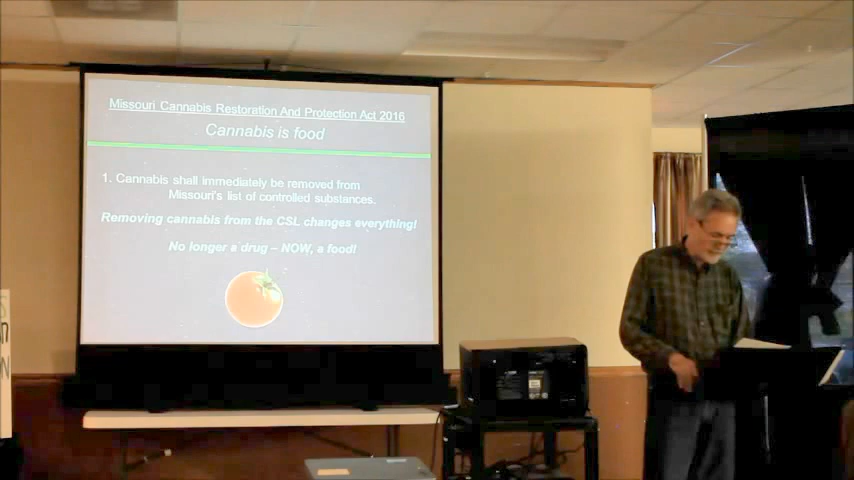 Missouri Cannabis Restoration And Protection Act 2016
Cannabis is food
1. Cannabis shall immediately be removed from
Missouri's list of controlled substances.
Removing cannabis from the CSL changes everything!
No longer a drug – NOW, a food!